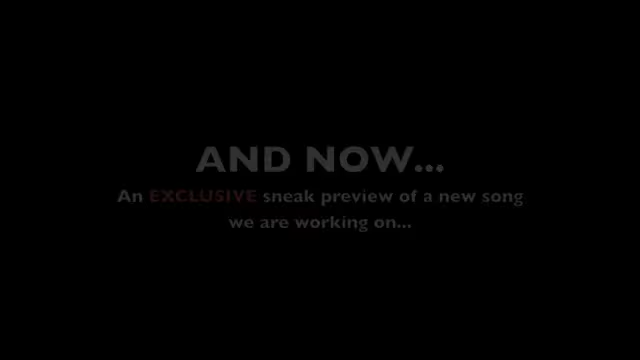 AND NOW...
An EXCLUSIVE sneak preview of a new song
we are working on...